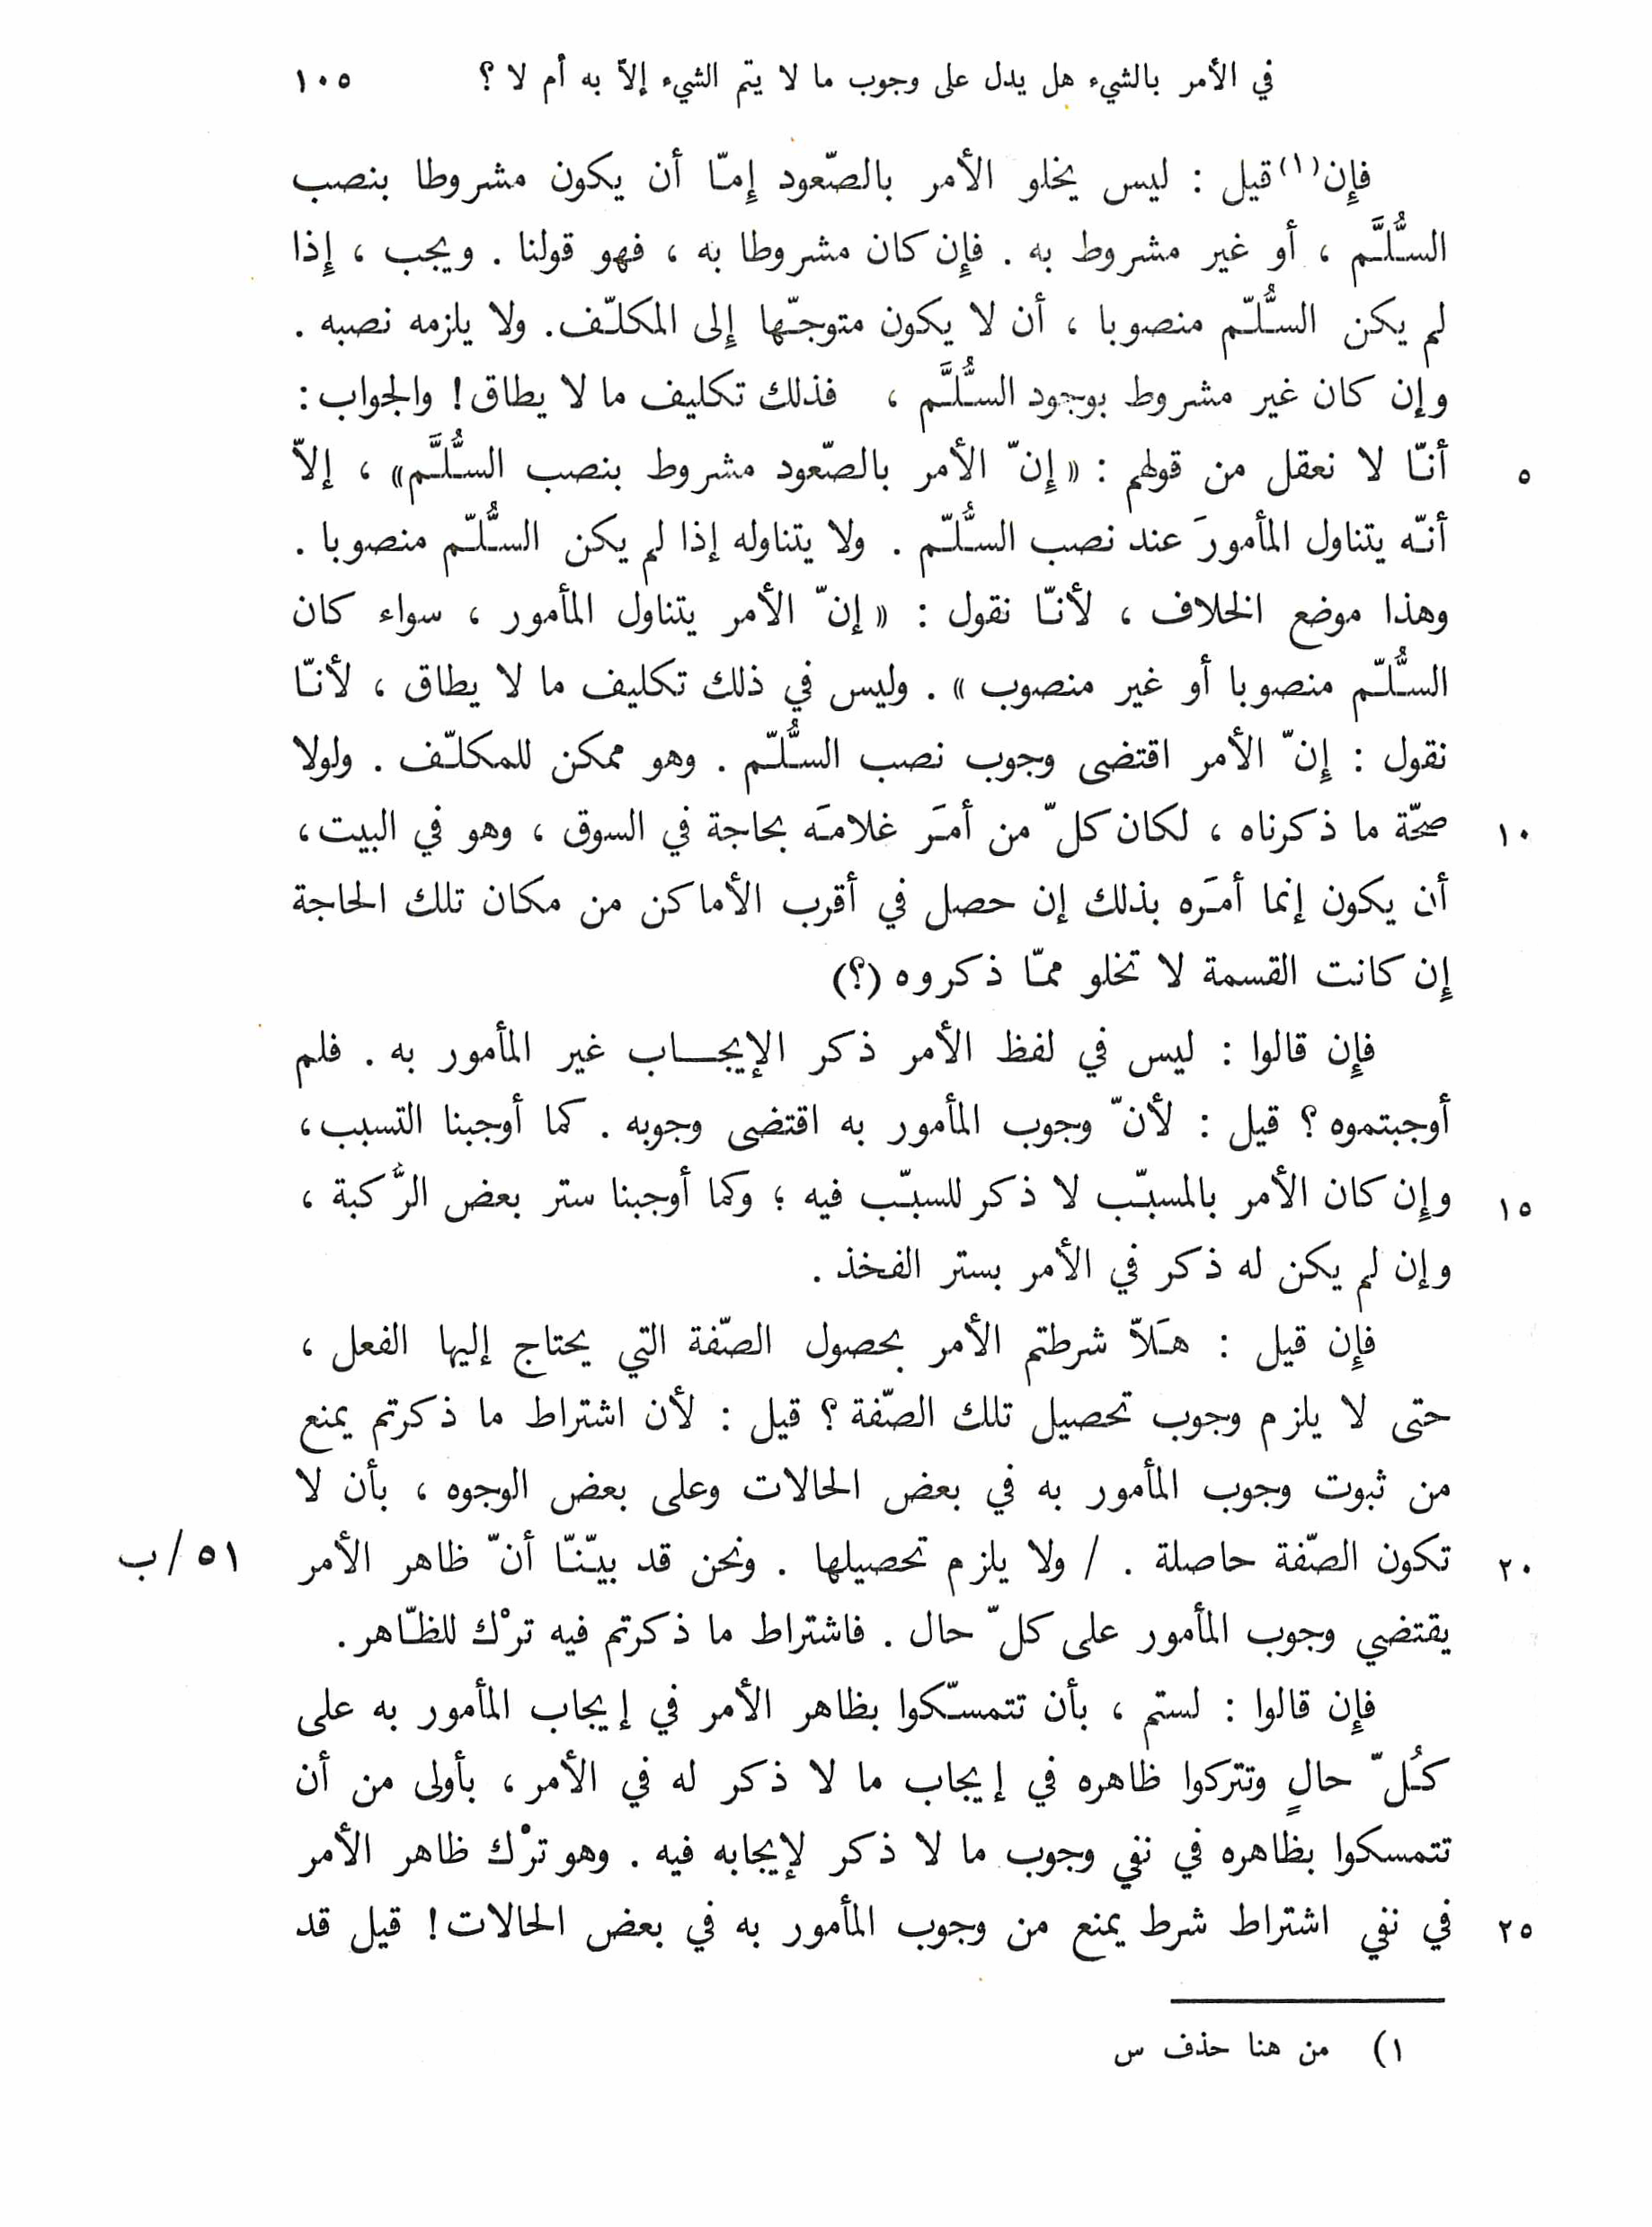 في الأمر بالشيء هل يدل على وجوب ما لا يتم الشيء إلاّ به أم لا ؟ ١٠٥
فإِن(١) قيل : ليس يخلو الأمر بالصّعود إِمّا أن يكون مشروطا بنصب
السُّلَّم ، أو غير مشروط به . فإِن كان مشروطا به ، فهو قولنا . ويجب ، إِذا
لم يكن السُّلّم منصوبا ، أن لا يكون متوجّها إِلى المكلّف. ولا يلزمه نصبه .
وإن كان غير مشروط بوجود السُّلَّم ، فذلك تكليف ما لا يطاق! والجواب :
٥ أنّا لا نعقل من قولهم : « إِنّ الأمر بالصّعود مشروط بنصب السُّلَّم» ، إلاّ
أنّه يتناول المأمورَ عند نصب السُّلّم . ولا يتناوله إذا لم يكن السُّلّم منصوبا .
وهذا موضع الخلاف ، لأنّا نقول : « إنّ الأمر يتناول المأمور ، سواء كان
السُّلّم منصوبا أو غير منصوب » . وليس في ذلك تكليف ما لا يطاق ، لأنّا
نقول : إِنّ الأمر اقتضى وجوب نصب السُّلّم . وهو ممكن للمكلّف . ولولا
١٠ صحّة ما ذكرناه ، لكان كلّ من أمَر غلامَه بحاجة في السوق ، وهو في البيت ،
أن يكون إنما أمَره بذلك إن حصل في أقرب الأماكن من مكان تلك الحاجة
إِن كانت القسمة لا تخلو ممّا ذكروه (؟)
فإِن قالوا : ليس في لفظ الأمر ذكر الإيجاب غير المأمور به . فلم
أوجبتموه ؟ قيل : لأنّ وجوب المأمور به اقتضى وجوبه . كما أوجبنا التسبب ،
١٥ وإِن كان الأمر بالمسبّب لا ذكر للسبّب فيه ؛ وكما أوجبنا ستر بعض الرُّكبة ،
وإن لم يكن له ذكر في الأمر بستر الفخذ .
فإِن قيل : هَلاّ شرطتم الأمر بحصول الصّفة التي يحتاج إليها الفعل ،
حتى لا يلزم وجوب تحصيل تلك الصّفة ؟ قيل : لأن اشتراط ما ذكرتم يمنع
من ثبوت وجوب المأمور به في بعض الحالات وعلى بعض الوجوه ، بأن لا
٢٠ تكون الصّفة حاصلة . / ولا يلزم تحصيلها . ونحن قد بيّنّا أنّ ظاهر الأمر ٥١/ب
يقتضي وجوب المأمور على كلّ حال . فاشتراط ما ذكرتم فيه ترْك للظّاهر .
فإِن قالوا : لستم ، بأن تتمسّكوا بظاهر الأمر في إيجاب المأمور به على
كُلّ حالٍ وتتركوا ظاهره في إيجاب ما لا ذكر له في الأمر ، بأولى من أن
تتمسكوا بظاهره في نفي وجوب ما لا ذكر لإيجابه فيه . وهو ترْك ظاهر الأمر
٢٥ في نفي اشتراط شرط يمنع من وجوب المأمور به في بعض الحالات! قيل قد
١) من هنا حذف س